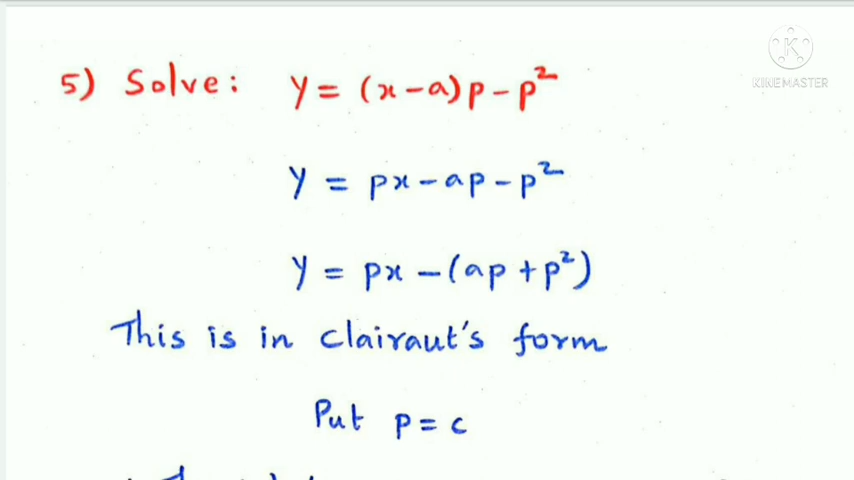 K
KINEMASTER
5) Solve: y = (x-a)p - p²
y = px - ap - p²
y = px - (ap + p²)
This is in clairaut's form
Put p = c